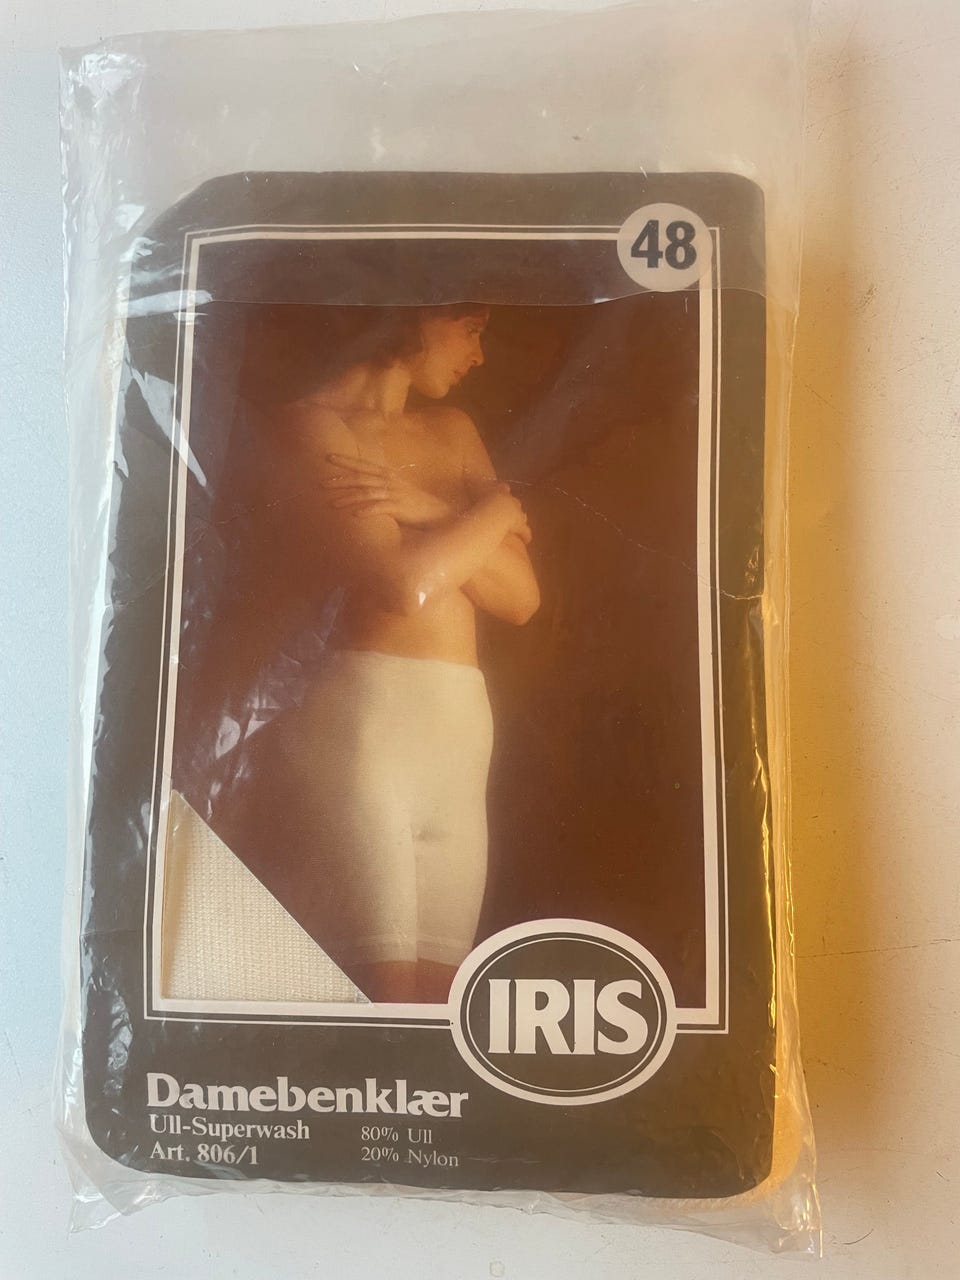 48
IRIS
Damebenklær
Ull-Superwash 80% Ull
Art. 806/1 20% Nylon